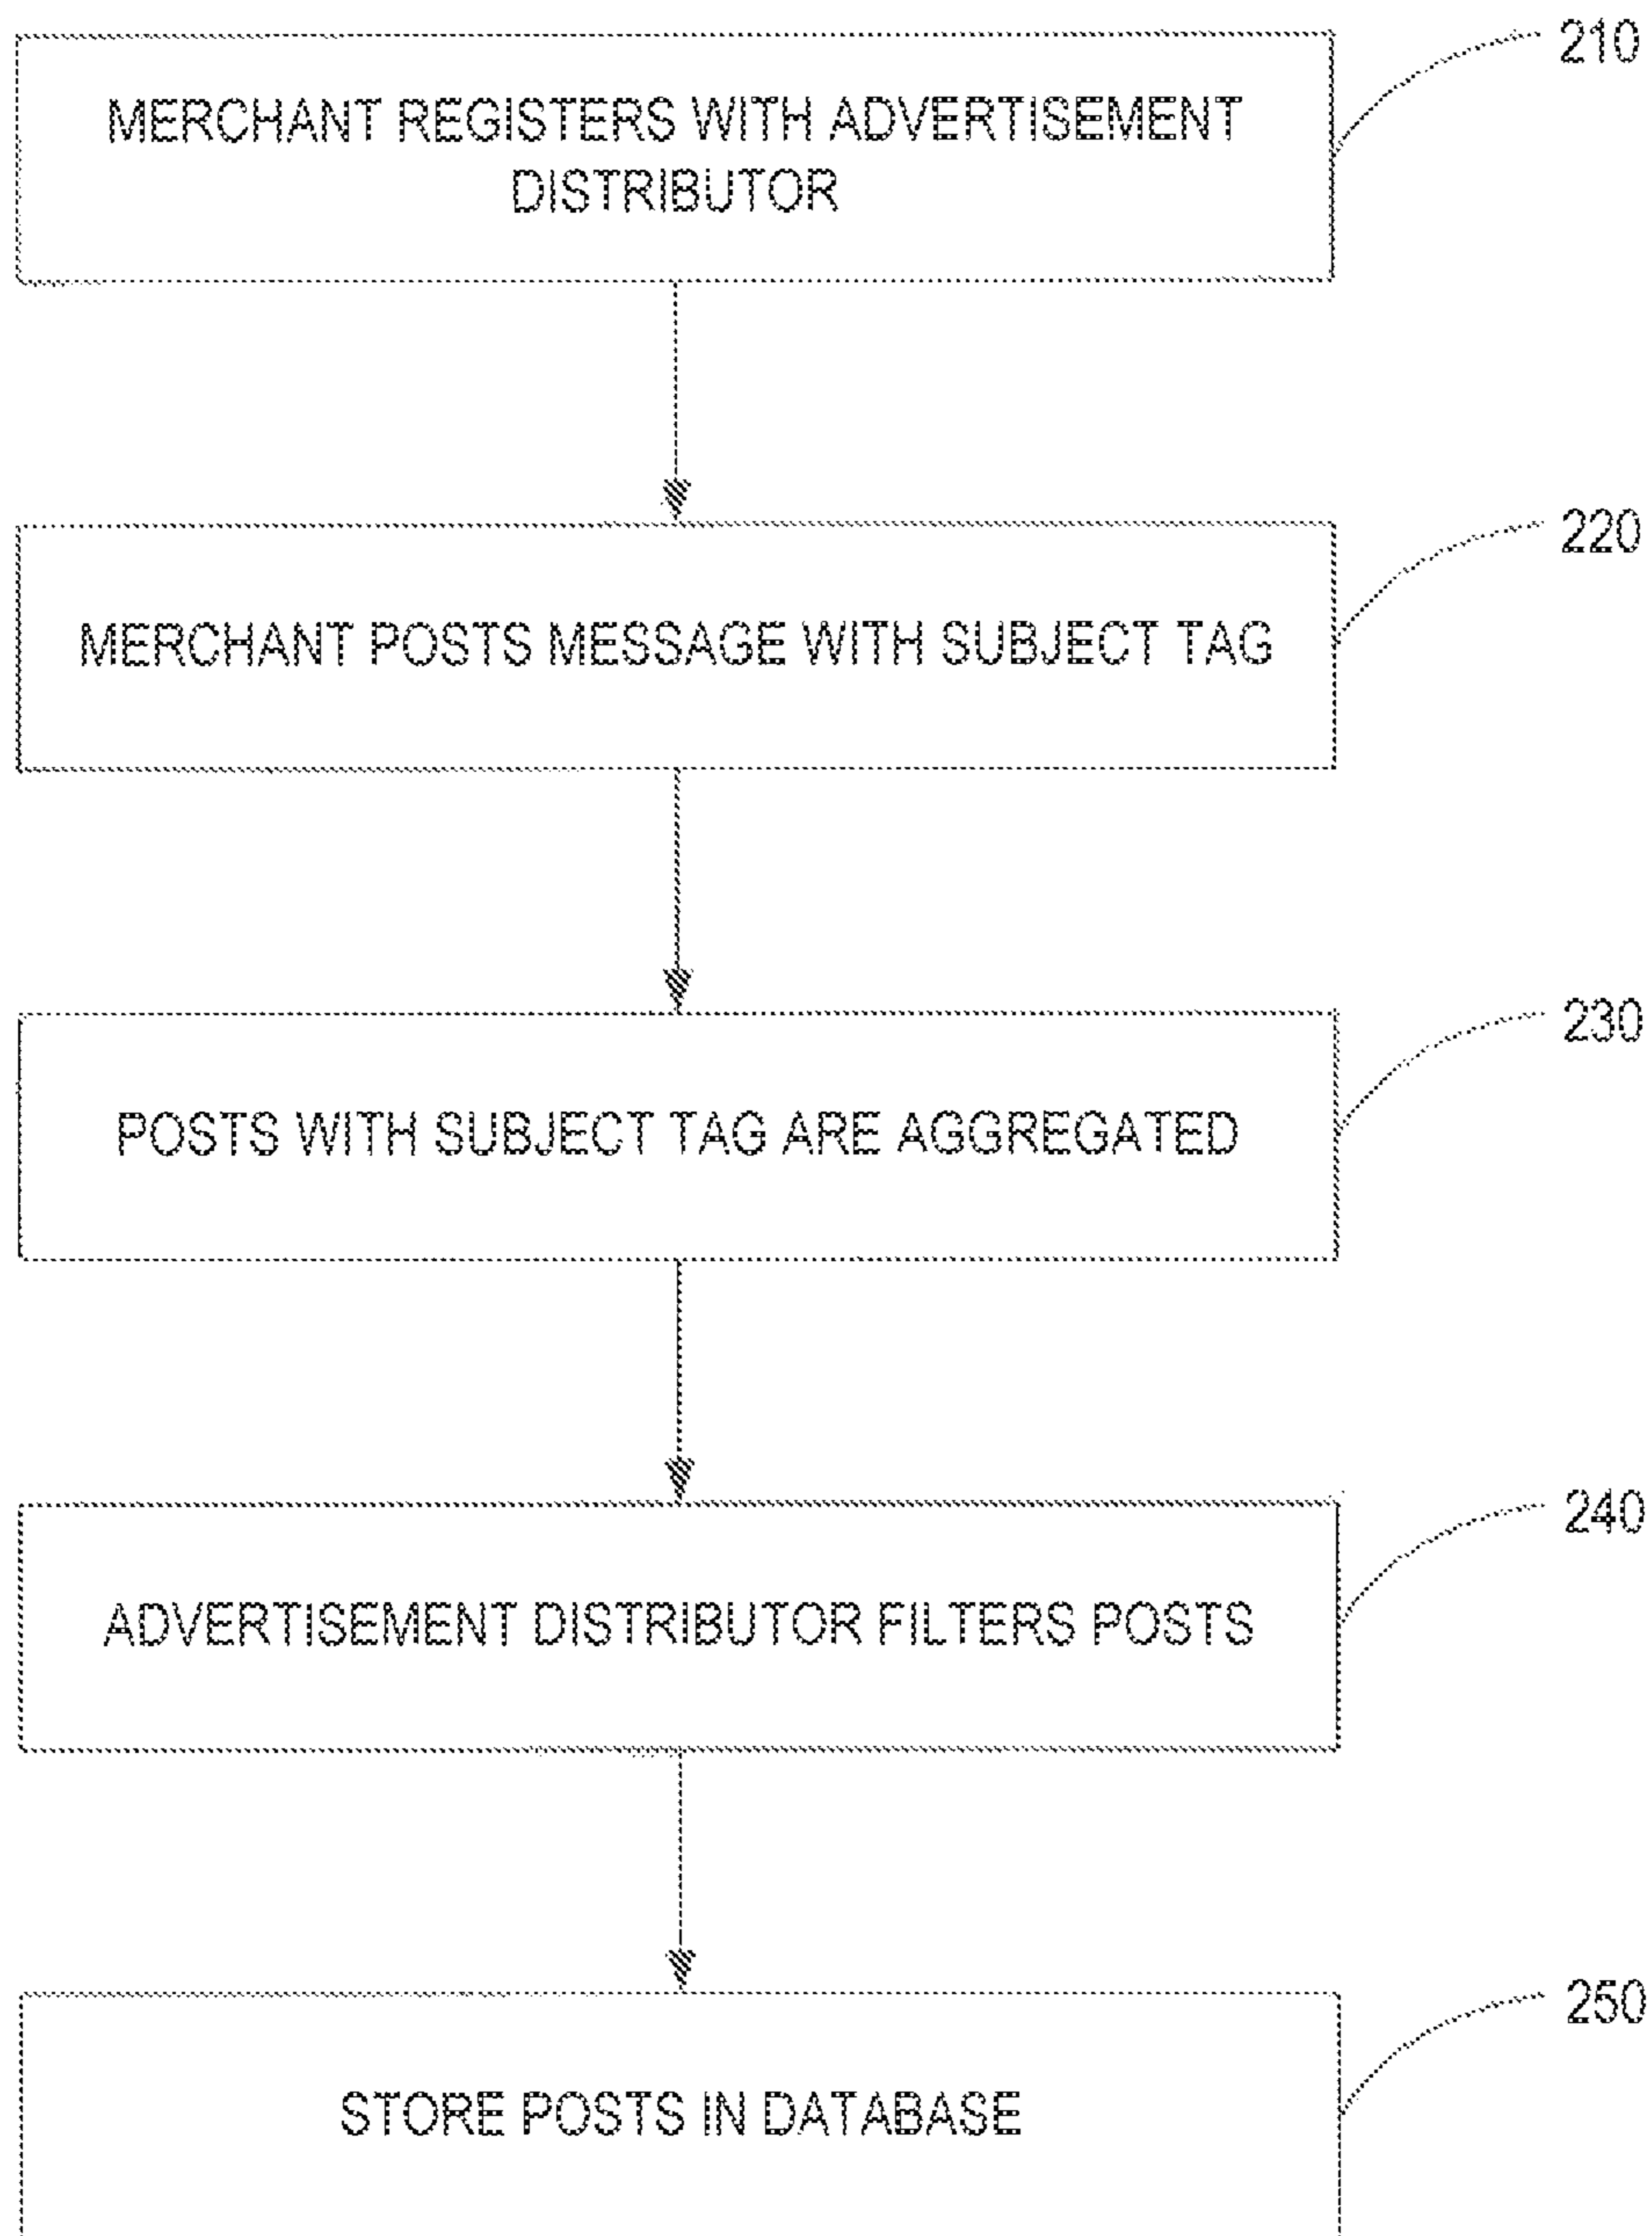 210
MERCHANT REGISTERS WITH ADVERTISEMENT
DISTRIBUTOR
220
MERCHANT POSTS MESSAGE WITH SUBJECT TAG
230
POSTS WITH SUBJECT TAG ARE AGGREGATED
240
ADVERTISEMENT DISTRIBUTOR FILTERS POSTS
250
STORE POSTS IN DATABASE